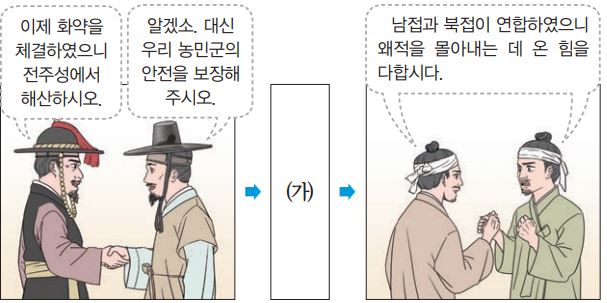 이제 화약을
체결하였으니
전주성에서
해산하시오.
알겠소. 대신
우리 농민군의
안전을 보장해
주시오.
(가)
남접과 북접이 연합하였으니
왜적을 몰아내는 데 온 힘을
다합시다.